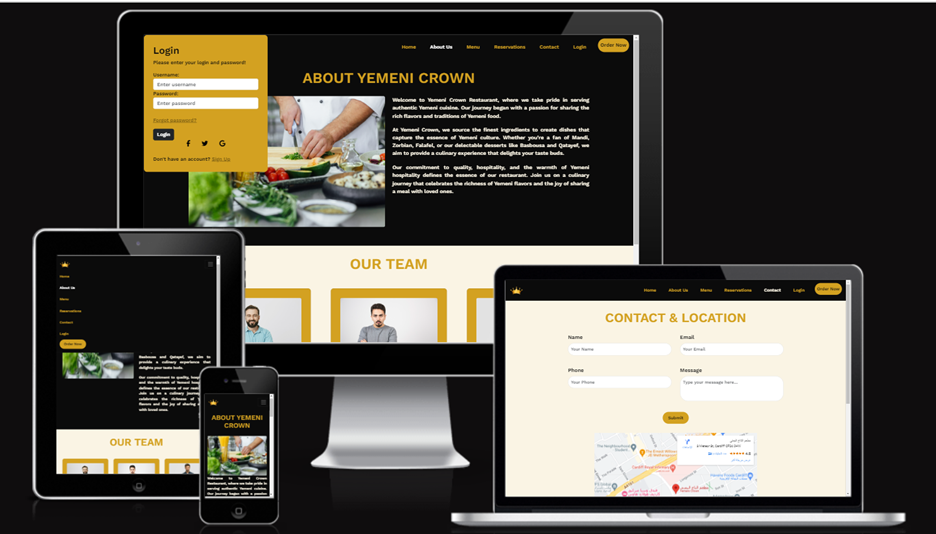 Login
Please enter your login and password!
Username:
Enter username
Password:
Enter password
Forgot password?
Login
Don't have an account? Sign Up
Home About Us Menu Reservations Contact Login Order Now
ABOUT YEMENI CROWN
Welcome to Yemeni Crown Restaurant, where we take pride in serving
authentic Yemeni cuisine. Our journey began with a passion for sharing the
rich flavors and traditions of Yemeni food.
At Yemeni Crown, we source the finest ingredients to create dishes that
capture the essence of Yemeni culture. Whether you're a fan of Mandi,
Zorbian, Falafel, or our delectable desserts like Basbousa and Qatayef, we
aim to provide a culinary experience that delights your taste buds.
Our commitment to quality, hospitality, and the warmth of Yemeni
hospitality defines the essence of our restaurant. Join us on a culinary
journey that celebrates the richness of Yemeni flavors and the joy of sharing
a meal with loved ones.
OUR TEAM
Home
About Us
Menu
Reservations
Contact
Login
Order Now
Basbousa and Qatayef, we aim to
provide a culinary experience that
delights your taste buds.
Our commitment to quality, hospitality,
and the warmth of Yemeni hospitality
defines the essence of our
Join us on a culinary journey that
celebrates the richness of Yemeni
flavors and the joy of sharing a meal
with loved ones.
OUR TEAM
ABOUT YEMENI
CROWN
Welcome to Yemeni Crown
Restaurant, where we take pride in
serving authentic Yemeni cuisine.
Our journey began with a passion
Home About Us Menu Reservations Contact Login Order Now
CONTACT & LOCATION
Name Email
Your Name Your Email
Phone Message
Your Phone Type your message here...
Submit